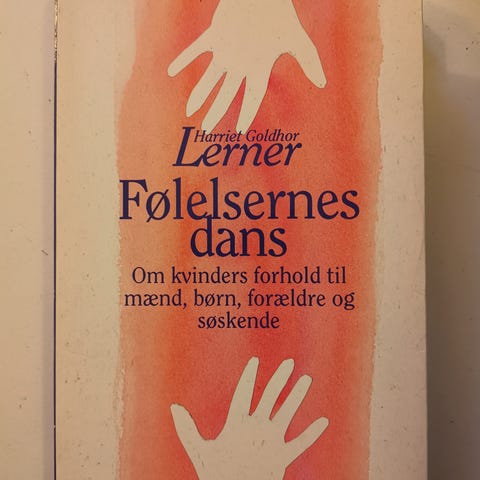 Harriet Goldhor
Lerner
Følelsernes
dans
Om kvinders forhold til
mænd, børn, forældre og
søskende